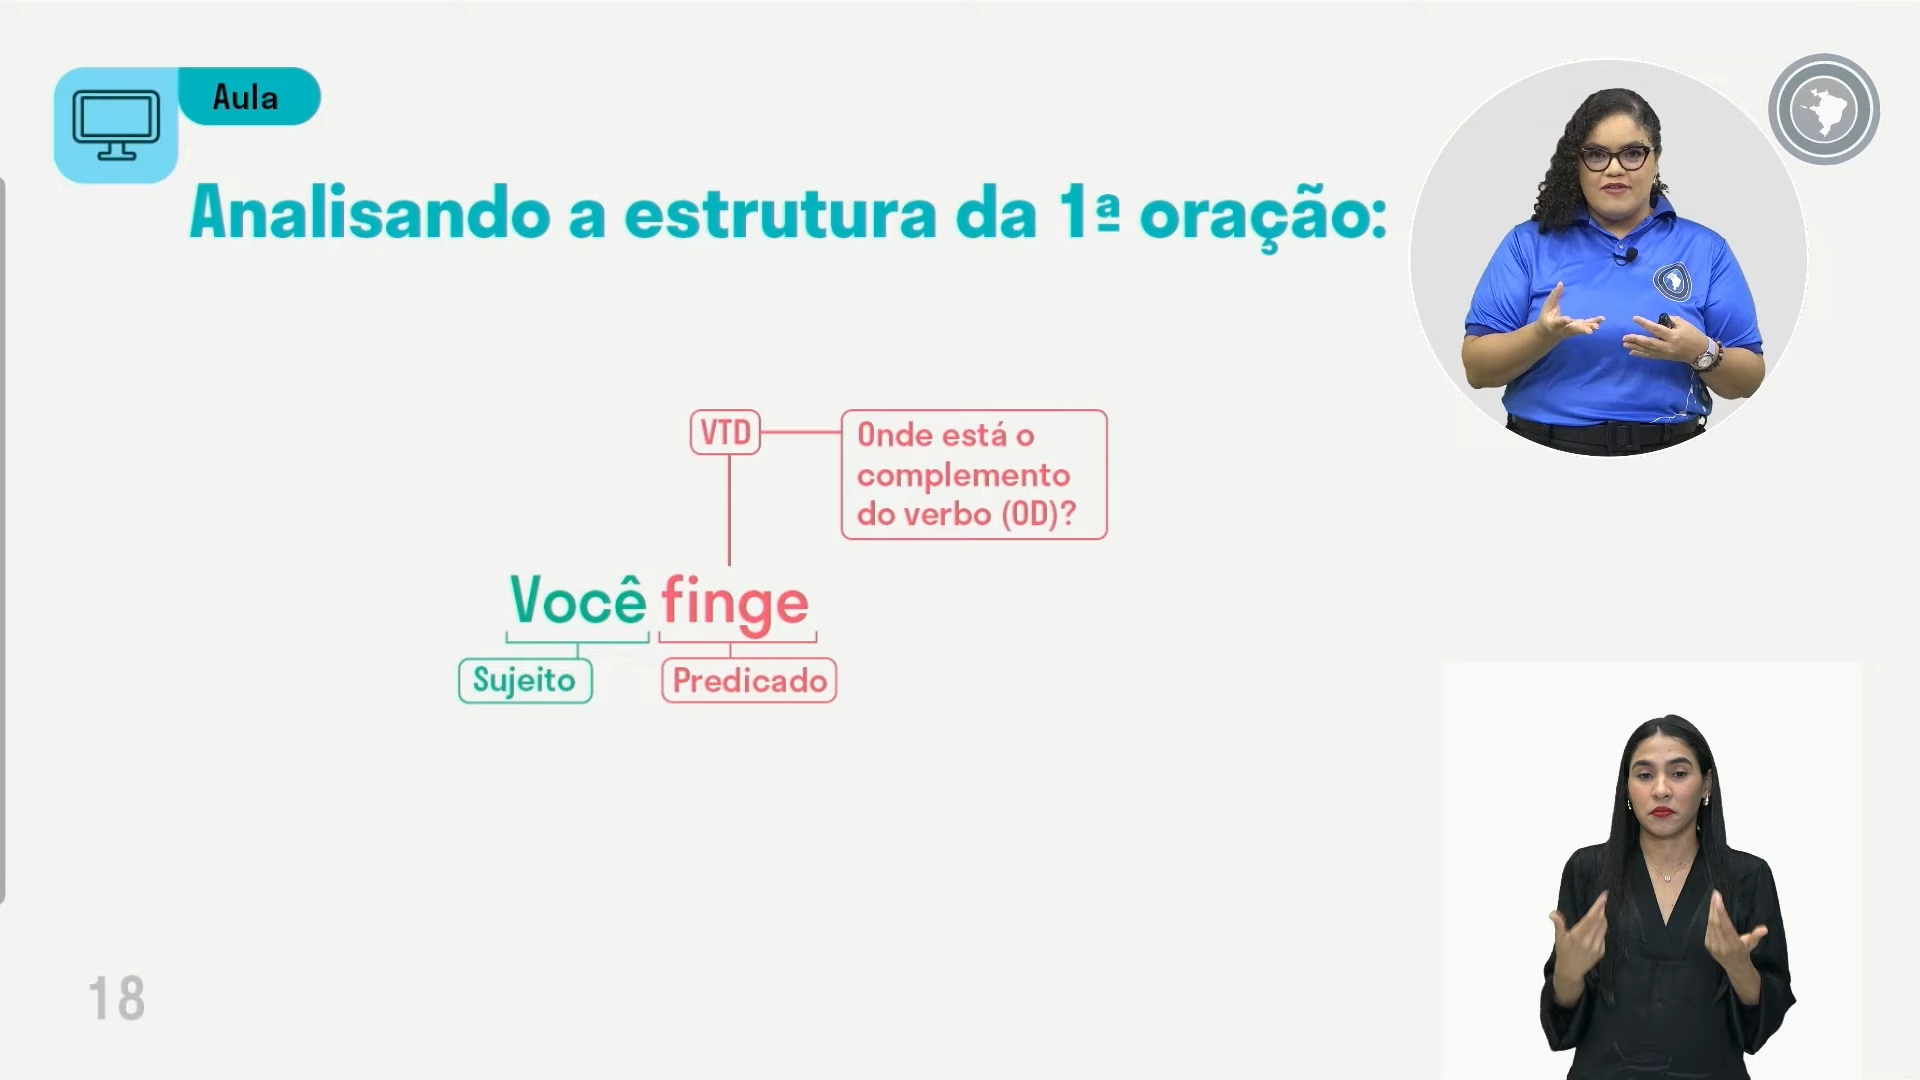 Aula
Analisando a estrutura da 1ª oração:
VTD
Onde está o
complemento
do verbo (OD)?
Você finge
Sujeito
Predicado
18